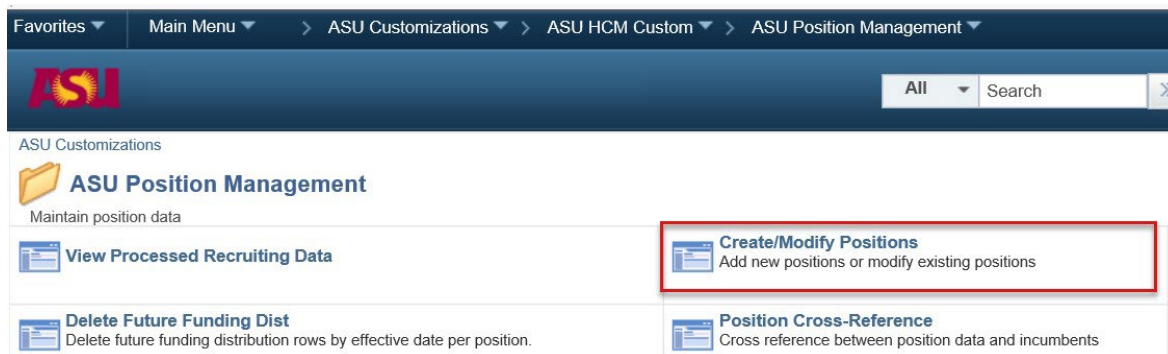 Favorites Main Menu > ASU Customizations > ASU HCM Custom > ASU Position Management
ASU
All Search
ASU Customizations
ASU Position Management
Maintain position data
View Processed Recruiting Data
Create/Modify Positions
Add new positions or modify existing positions
Delete Future Funding Dist
Delete future funding distribution rows by effective date per position.
Position Cross-Reference
Cross reference between position data and incumbents